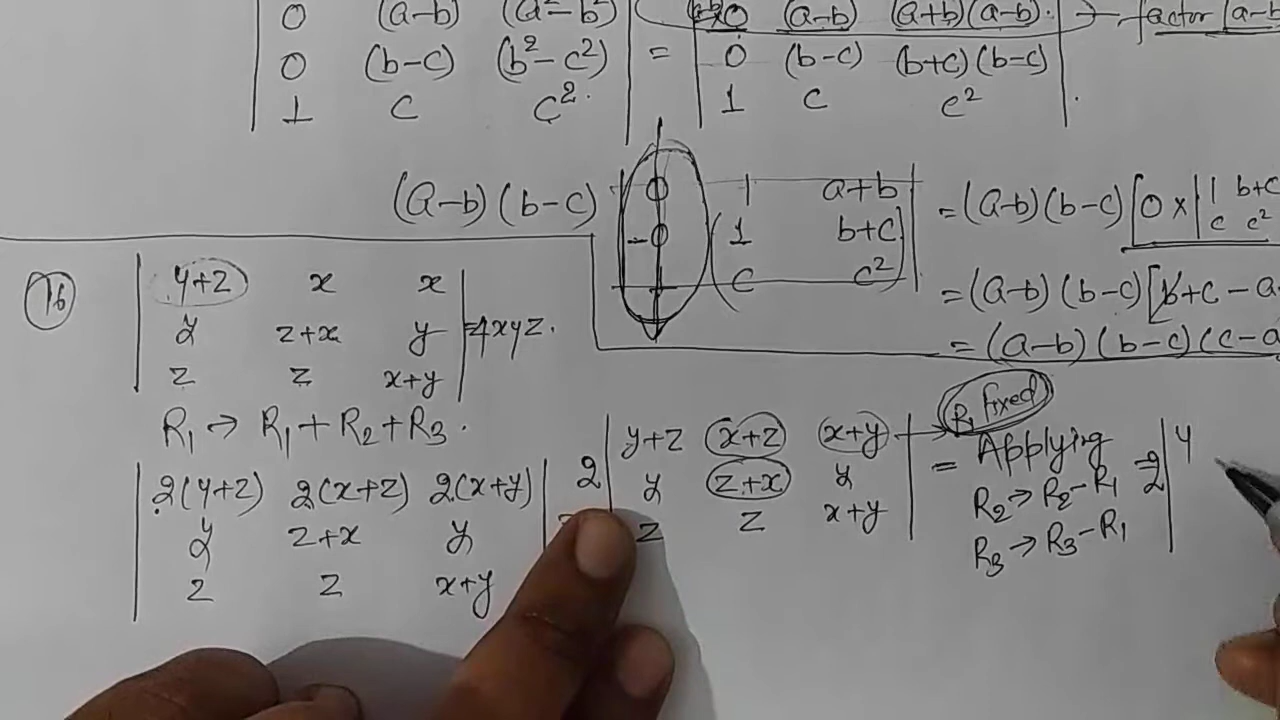 0 (a-b) (a²-b²) 0 (a-b) (a+b)(a-b). → factor (a-b
0 (b-c) (b²-c²) = 0 (b-c) (b+c)(b-c)
1 c c². 1 c c² .
(a-b)(b-c) 0 1 a+b = (a-b)(b-c) [0 × | 1 b+c
0 1 b+c c c²
1 c c² = (a-b)(b-c) [b+c-a
= (a-b)(b-c)(c-a
16 | y+z x x |
| y z+x y | = 4xyz.
| z z x+y |
R₁ → R₁+R₂+R₃.
| 2(y+z) 2(x+z) 2(x+y) |
| y z+x y |
| z z x+y |
2 | y+z x+z x+y | → R₁ fixed
| y z+x y |
| z z x+y |
= Applying
R₂ → R₂-R₁
R₃ → R₃-R₁
= 2 | y